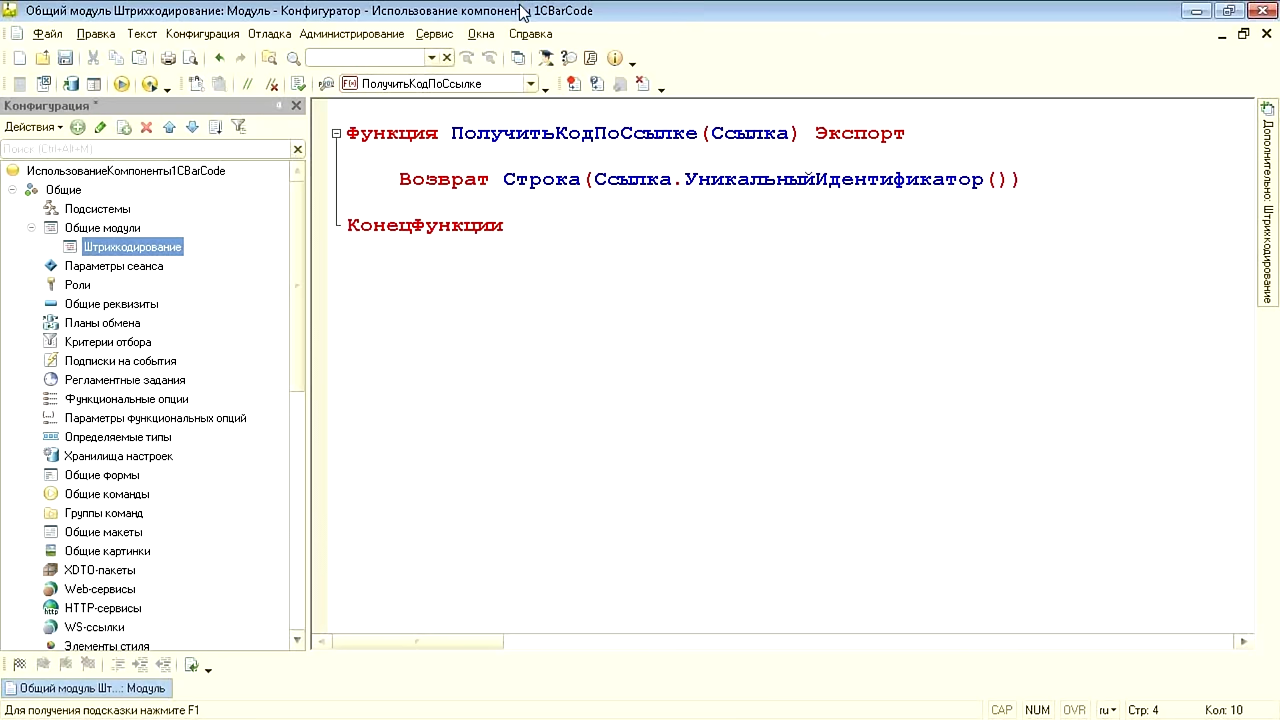 Общий модуль Штрихкодирование: Модуль - Конфигуратор - Использование компоненты 1CBarCode
Файл Правка Текст Конфигурация Отладка Администрирование Сервис Окна Справка
ПолучитьКодПоСсылке
Конфигурация *
Действия
Поиск (Ctrl+Alt+M)
ИспользованиеКомпоненты1CBarCode
Общие
Подсистемы
Общие модули
Штрихкодирование
Параметры сеанса
Роли
Общие реквизиты
Планы обмена
Критерии отбора
Подписки на события
Регламентные задания
Функциональные опции
Параметры функциональных опций
Определяемые типы
Хранилища настроек
Общие формы
Общие команды
Группы команд
Общие макеты
Общие картинки
XDTO-пакеты
Web-сервисы
HTTP-сервисы
WS-ссылки
Элементы стиля
Функция ПолучитьКодПоСсылке(Ссылка) Экспорт
Возврат Строка(Ссылка.УникальныйИдентификатор())
КонецФункции
Дополнительно: Штрихкодирование
Общий модуль Шт...: Модуль
Для получения подсказки нажмите F1
CAP NUM OVR ru Стр: 4 Кол: 10